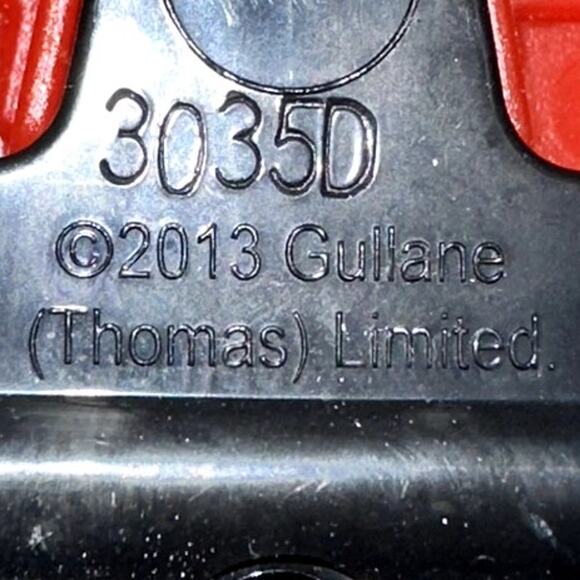 3035D
©2013 Gullane
(Thomas) Limited.